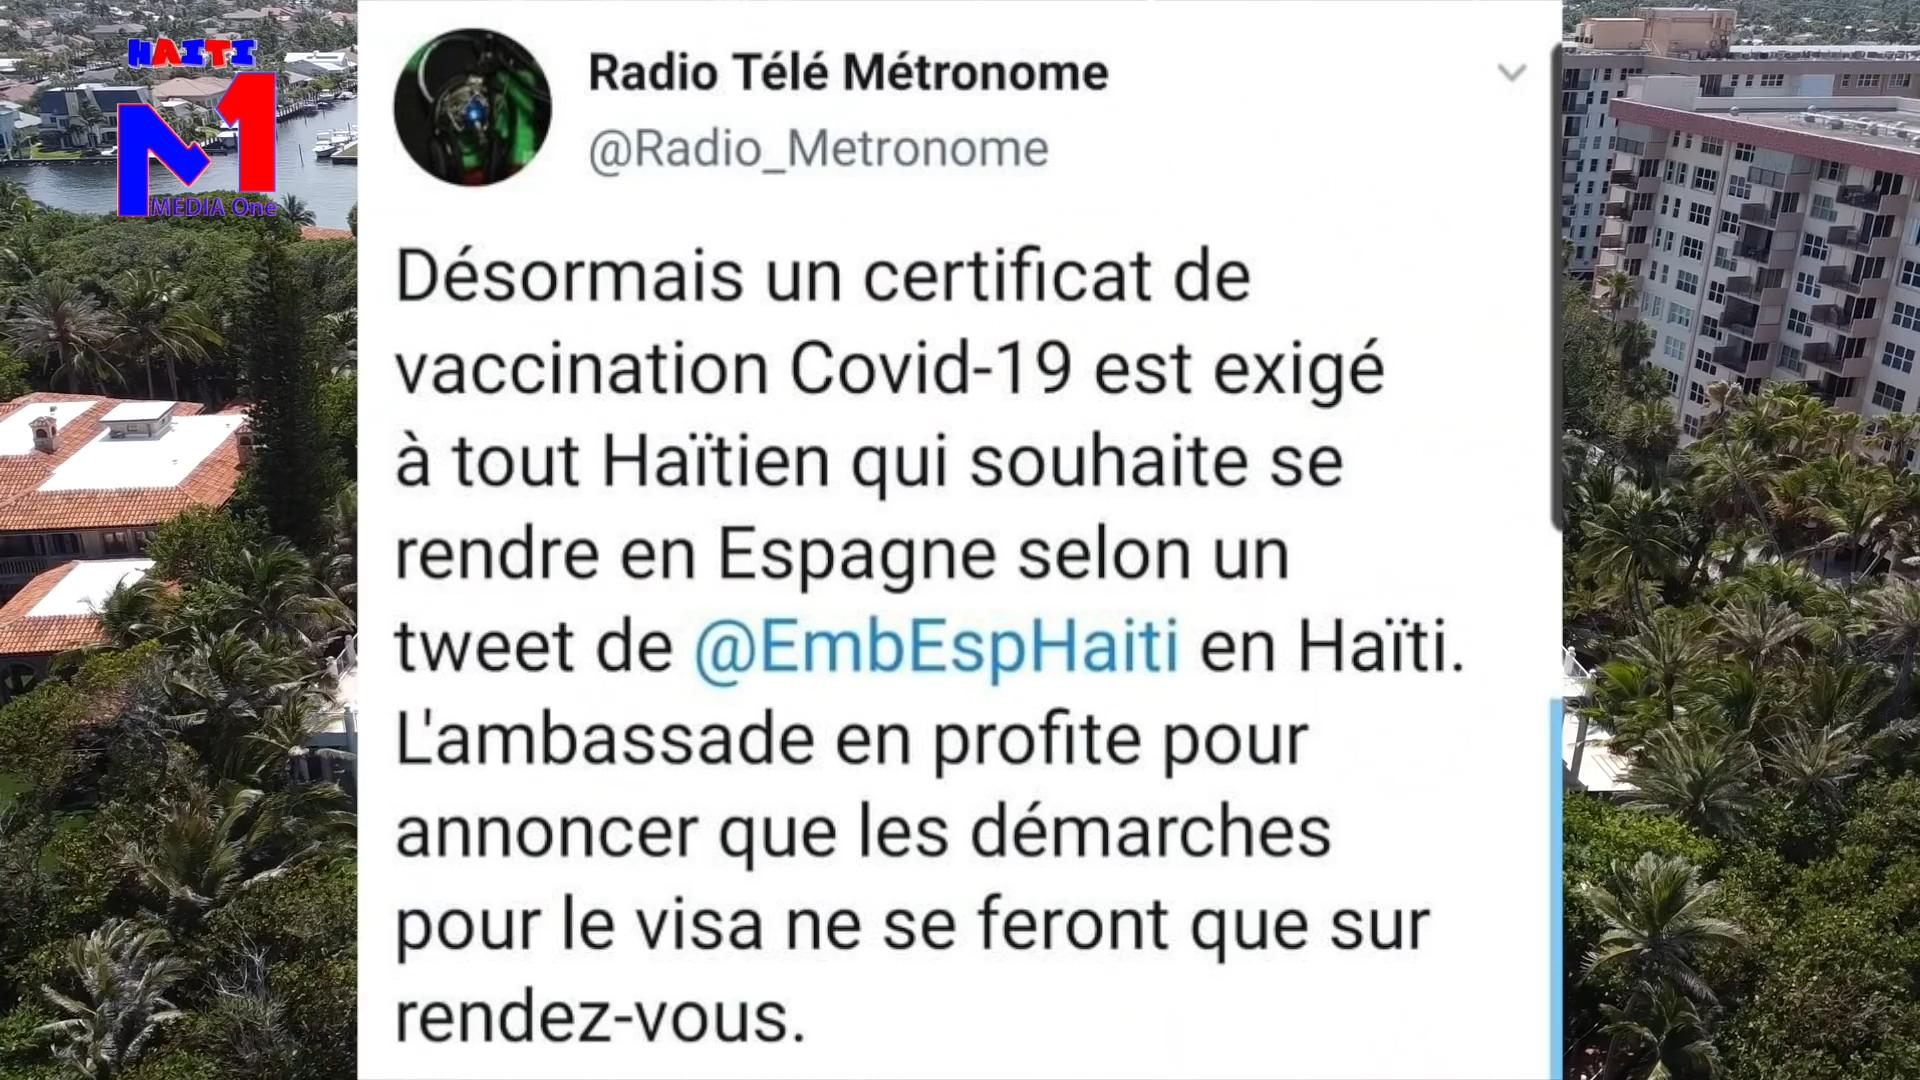 HAITI
M1
MEDIA One
Radio Télé Métronome
@Radio_Metronome
Désormais un certificat de
vaccination Covid-19 est exigé
à tout Haïtien qui souhaite se
rendre en Espagne selon un
tweet de @EmbEspHaiti en Haïti.
L'ambassade en profite pour
annoncer que les démarches
pour le visa ne se feront que sur
rendez-vous.